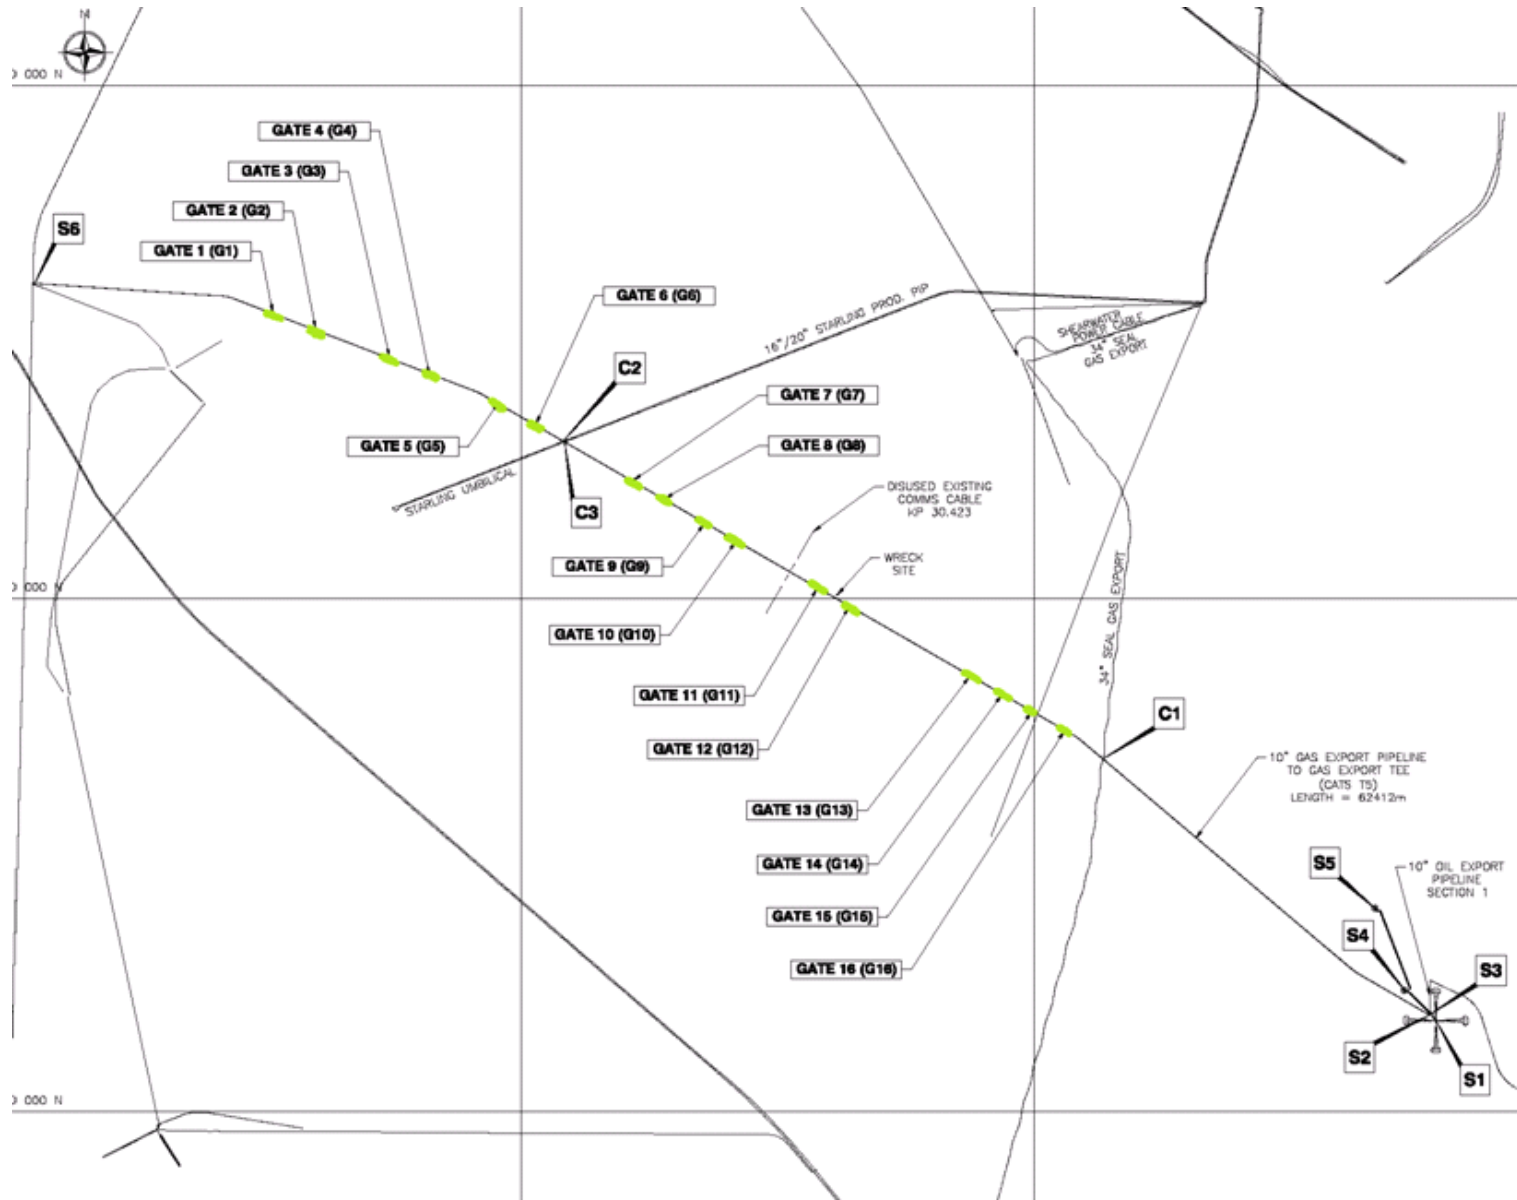 N
0 000 N
GATE 4 (G4)
GATE 3 (G3)
GATE 2 (G2)
S6
GATE 1 (G1)
GATE 6 (G6)
16"/20" STARLING PROD. PIP
SHEARWATER
POWER CABLE
34" SEAL
GAS EXPORT
C2
GATE 7 (G7)
GATE 5 (G5)
GATE 8 (G8)
STARLING UMBILICAL
C3
DISUSED EXISTING
COMMS CABLE
KP 30.423
GATE 9 (G9)
WRECK
SITE
0 000 N
34" SEAL GAS EXPORT
GATE 10 (G10)
GATE 11 (G11)
C1
GATE 12 (G12)
10" GAS EXPORT PIPELINE
TO GAS EXPORT TEE
(CATS T5)
LENGTH = 62412m
GATE 13 (G13)
GATE 14 (G14)
S5
10" OIL EXPORT
PIPELINE
SECTION 1
GATE 15 (G15)
S4
GATE 16 (G16)
S3
S2
S1
0 000 N